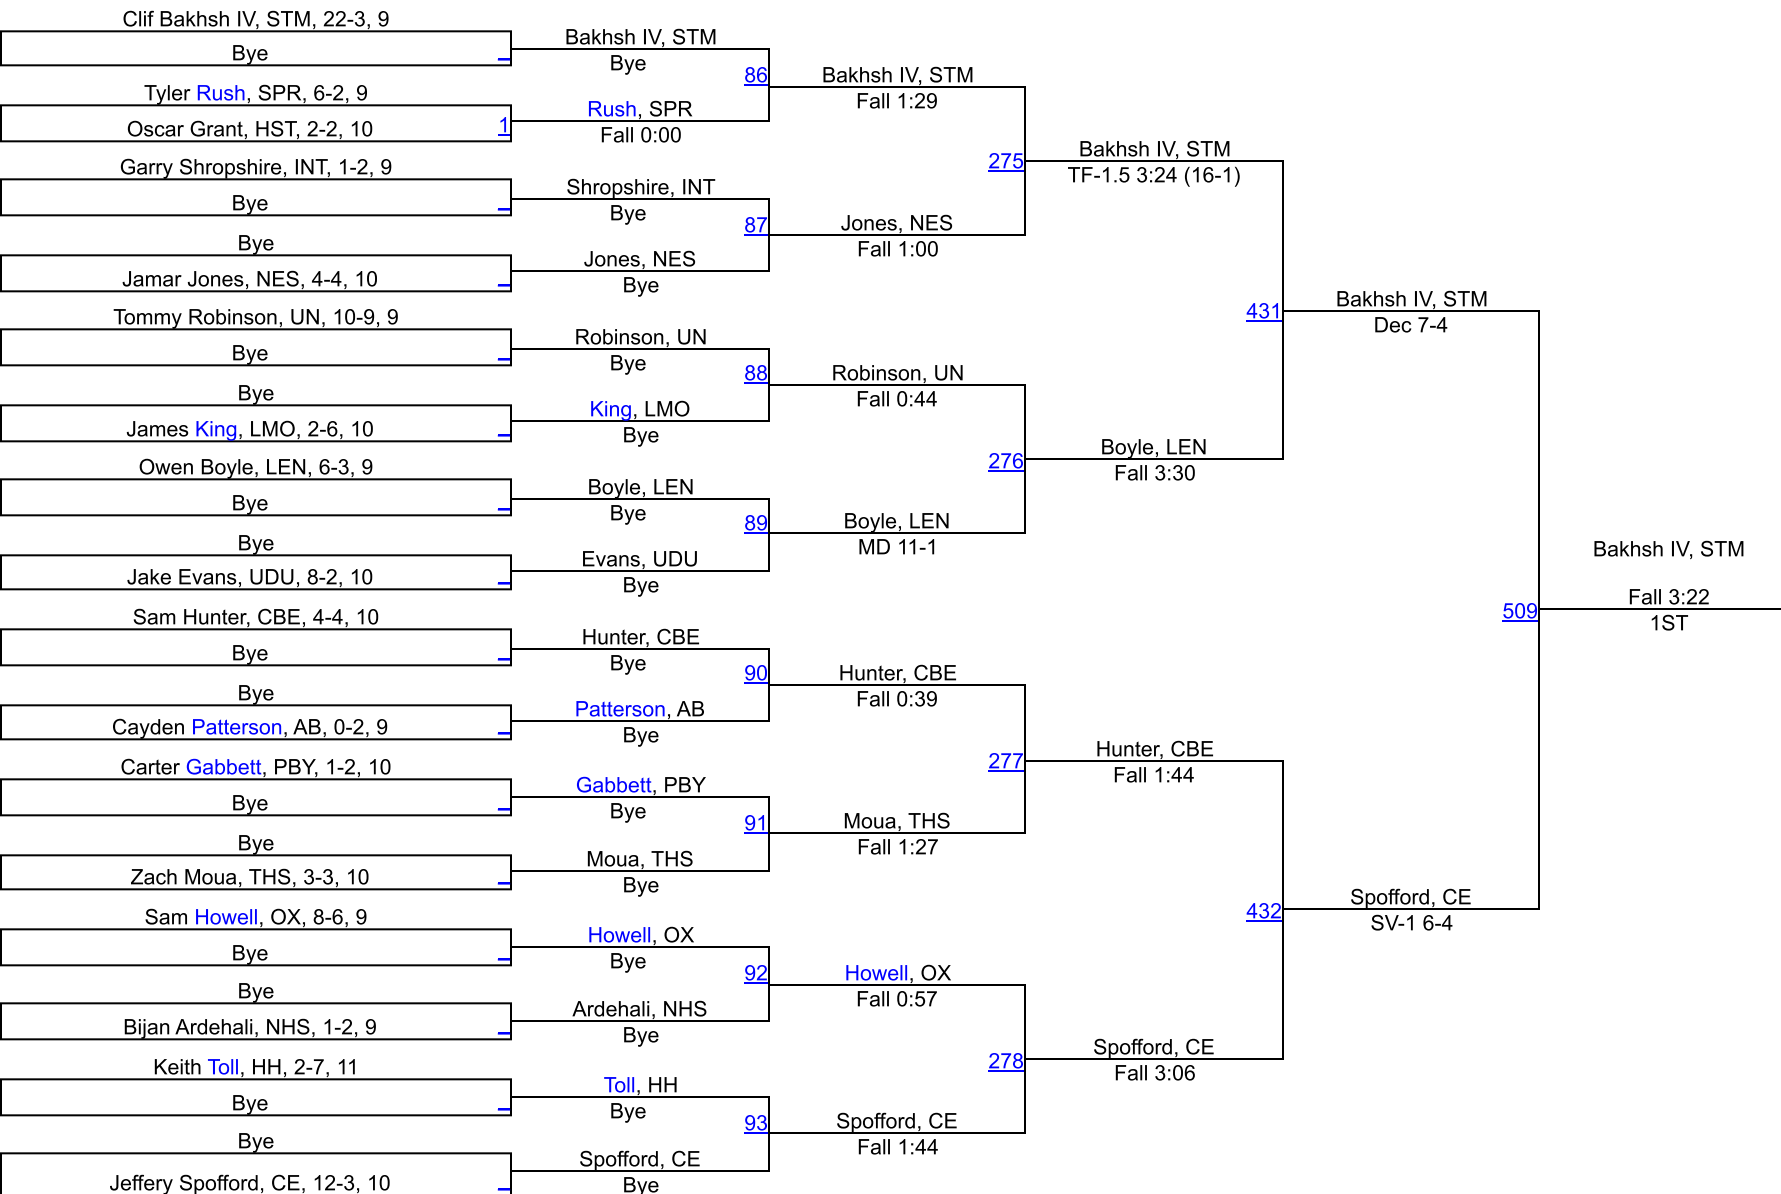 Clif Bakhsh IV, STM, 22-3, 9
Bye
Tyler Rush, SPR, 6-2, 9
Oscar Grant, HST, 2-2, 10
1
Garry Shropshire, INT, 1-2, 9
Bye
Bye
Jamar Jones, NES, 4-4, 10
Tommy Robinson, UN, 10-9, 9
Bye
Bye
James King, LMO, 2-6, 10
Owen Boyle, LEN, 6-3, 9
Bye
Bye
Jake Evans, UDU, 8-2, 10
Sam Hunter, CBE, 4-4, 10
Bye
Bye
Cayden Patterson, AB, 0-2, 9
Carter Gabbett, PBY, 1-2, 10
Bye
Bye
Zach Moua, THS, 3-3, 10
Sam Howell, OX, 8-6, 9
Bye
Bye
Bijan Ardehali, NHS, 1-2, 9
Keith Toll, HH, 2-7, 11
Bye
Bye
Jeffery Spofford, CE, 12-3, 10
Bakhsh IV, STM
Bye
86
Rush, SPR
Fall 0:00
Shropshire, INT
Bye
87
Jones, NES
Bye
Robinson, UN
Bye
88
King, LMO
Bye
Boyle, LEN
Bye
89
Evans, UDU
Bye
Hunter, CBE
Bye
90
Patterson, AB
Bye
Gabbett, PBY
Bye
91
Moua, THS
Bye
Howell, OX
Bye
92
Ardehali, NHS
Bye
Toll, HH
Bye
93
Spofford, CE
Bye
Bakhsh IV, STM
Fall 1:29
275
Jones, NES
Fall 1:00
Robinson, UN
Fall 0:44
276
Boyle, LEN
MD 11-1
Hunter, CBE
Fall 0:39
277
Moua, THS
Fall 1:27
Howell, OX
Fall 0:57
278
Spofford, CE
Fall 1:44
Bakhsh IV, STM
TF-1.5 3:24 (16-1)
431
Boyle, LEN
Fall 3:30
Hunter, CBE
Fall 1:44
432
Spofford, CE
Fall 3:06
Bakhsh IV, STM
Dec 7-4
509
Spofford, CE
SV-1 6-4
Bakhsh IV, STM
Fall 3:22
1ST